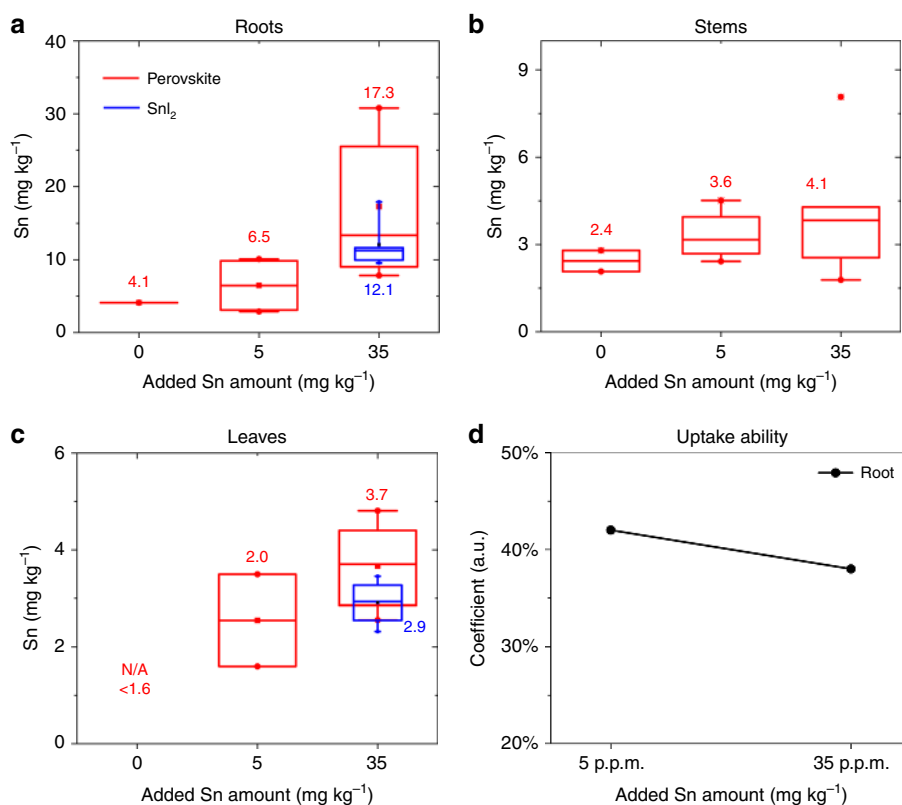 a
Roots
Sn (mg kg⁻¹)
40
30
20
10
0
Perovskite
SnI₂
4.1
6.5
17.3
12.1
0 5 35
Added Sn amount (mg kg⁻¹)
b
Stems
Sn (mg kg⁻¹)
9
6
3
0
2.4
3.6
4.1
0 5 35
Added Sn amount (mg kg⁻¹)
c
Leaves
Sn (mg kg⁻¹)
6
4
2
0
N/A
<1.6
2.0
3.7
2.9
0 5 35
Added Sn amount (mg kg⁻¹)
d
Uptake ability
Coefficient (a.u.)
50%
40%
30%
20%
Root
5 p.p.m. 35 p.p.m.
Added Sn amount (mg kg⁻¹)